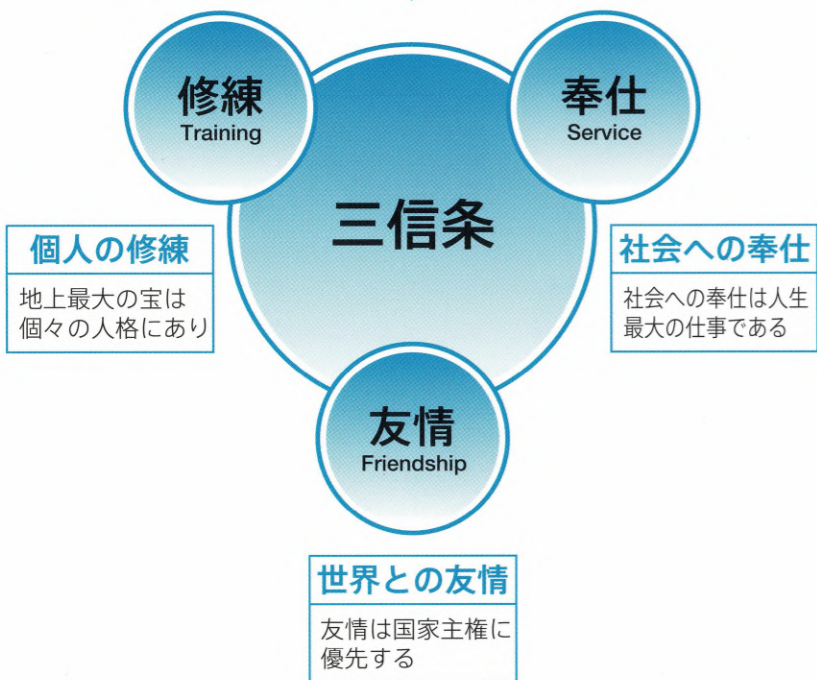 修練
Training
奉仕
Service
三信条
個人の修練
地上最大の宝は
個々の人格にあり
社会への奉仕
社会への奉仕は人生
最大の仕事である
友情
Friendship
世界との友情
友情は国家主権に
優先する